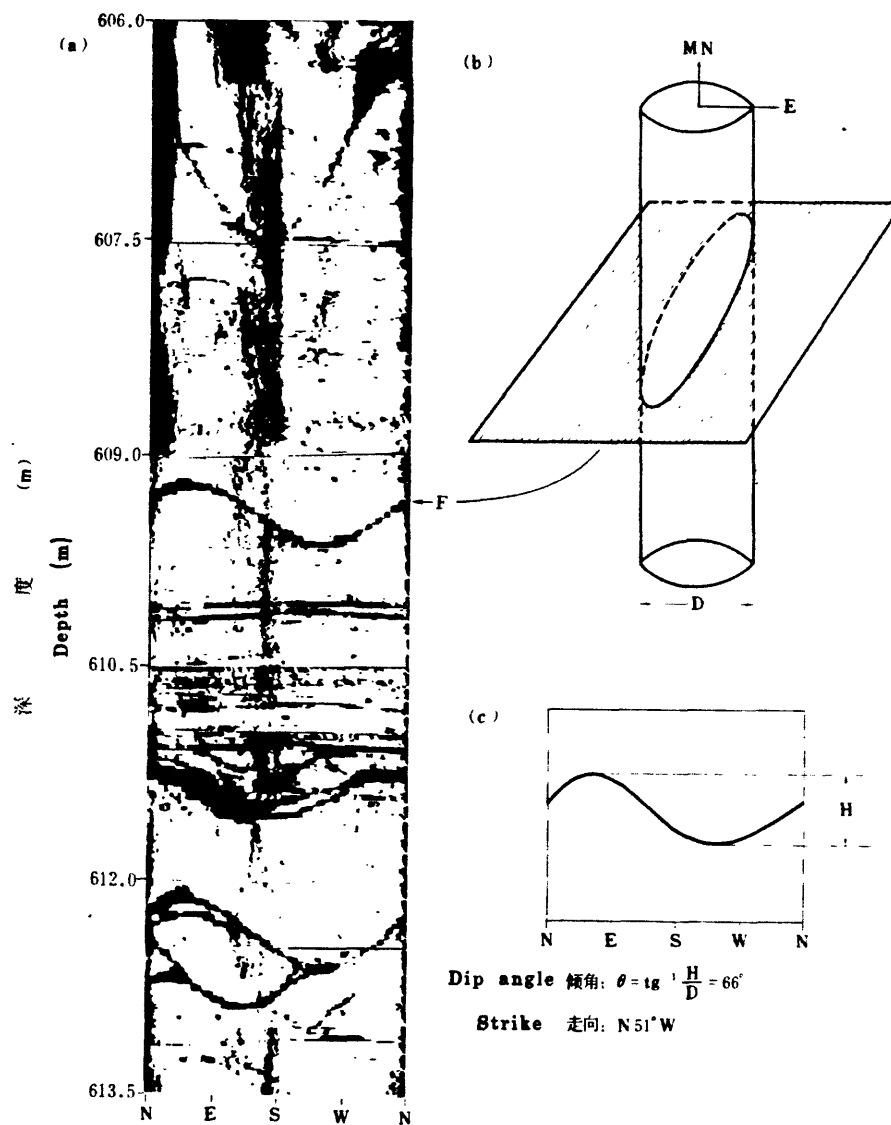 (a)
606.0
607.5
609.0
610.5
612.0
613.5
深 度 (m)
Depth (m)
N E S W N
F
(b)
MN
E
D
(c)
H
N E S W N
Dip angle 倾角: θ = tg⁻¹ H/D = 66°
Strike 走向: N 51° W